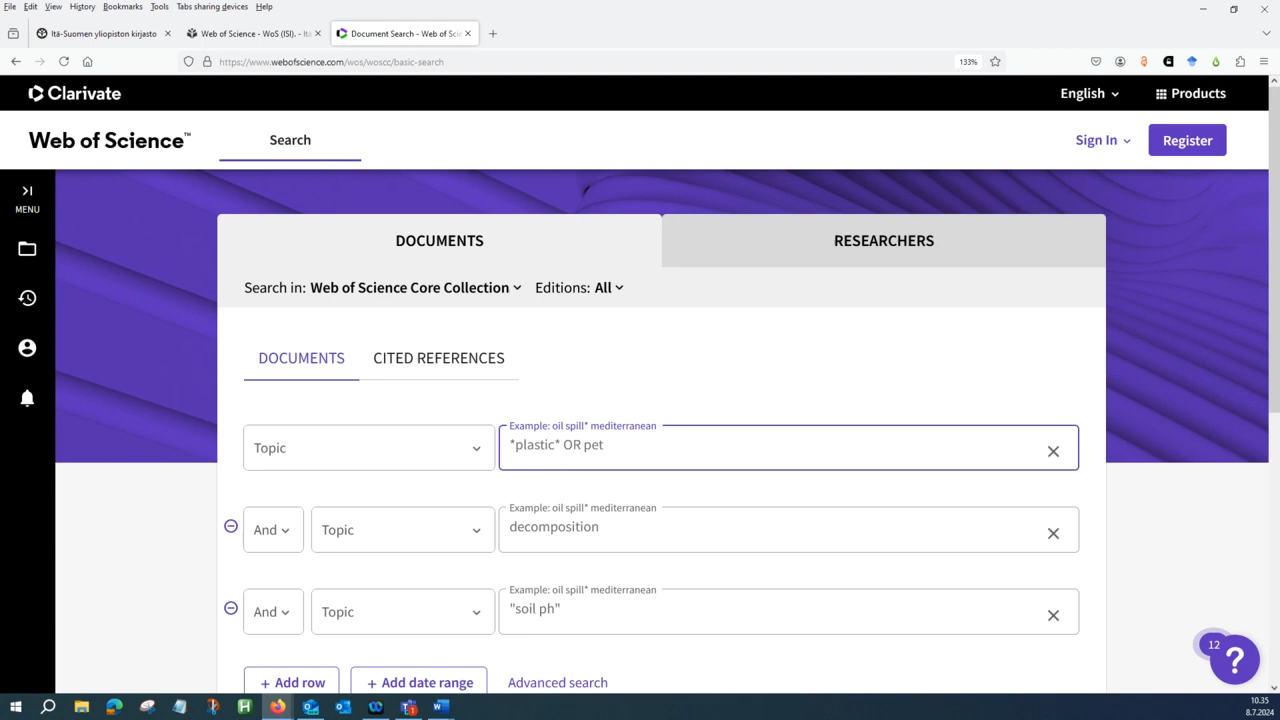 File Edit View History Bookmarks Tools Tabs sharing devices Help
Itä-Suomen yliopiston kirjasto
Web of Science - WoS (ISI). - Itä
Document Search - Web of Scie
https://www.webofscience.com/wos/woscc/basic-search
133%
Clarivate
English
Products
Web of Science™
Search
Sign In
Register
MENU
DOCUMENTS
RESEARCHERS
Search in: Web of Science Core Collection
Editions: All
DOCUMENTS
CITED REFERENCES
Example: oil spill* mediterranean
Topic
*plastic* OR pet
Example: oil spill* mediterranean
And
Topic
decomposition
Example: oil spill* mediterranean
And
Topic
"soil ph"
12
?
+ Add row
+ Add date range
Advanced search
10.35
8.7.2024